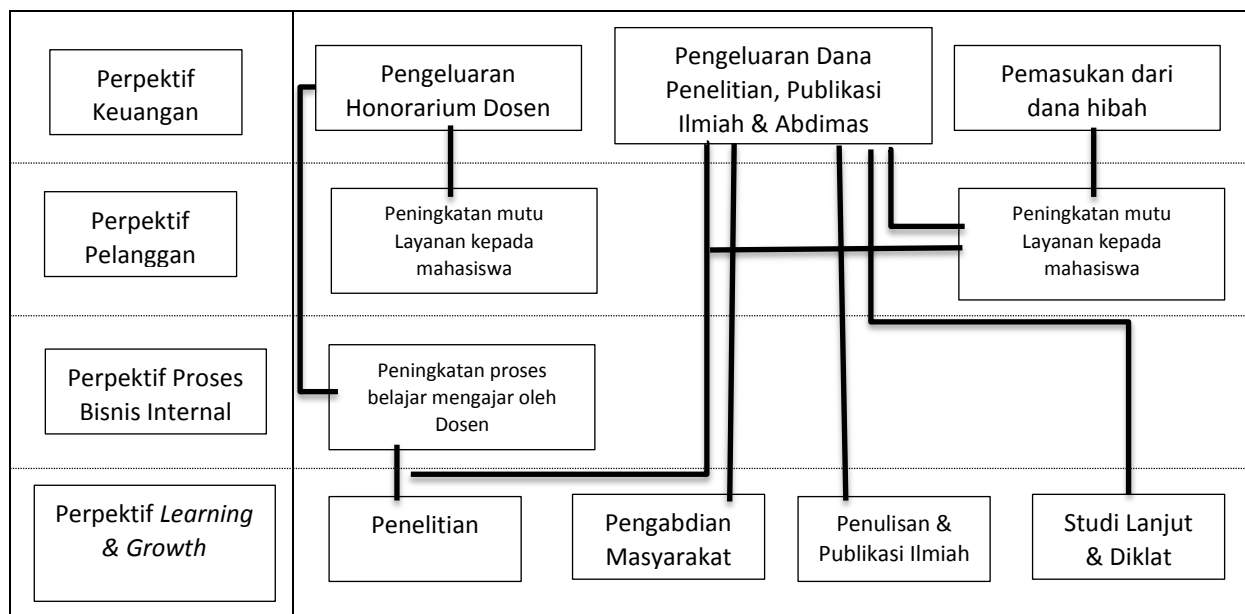 Perpektif
Keuangan
Pengeluaran
Honorarium Dosen
Pengeluaran Dana
Penelitian, Publikasi
Ilmiah & Abdimas
Pemasukan dari
dana hibah
Perpektif
Pelanggan
Peningkatan mutu
Layanan kepada
mahasiswa
Peningkatan mutu
Layanan kepada
mahasiswa
Perpektif Proses
Bisnis Internal
Peningkatan proses
belajar mengajar oleh
Dosen
Perpektif Learning
& Growth
Penelitian
Pengabdian
Masyarakat
Penulisan &
Publikasi Ilmiah
Studi Lanjut
& Diklat